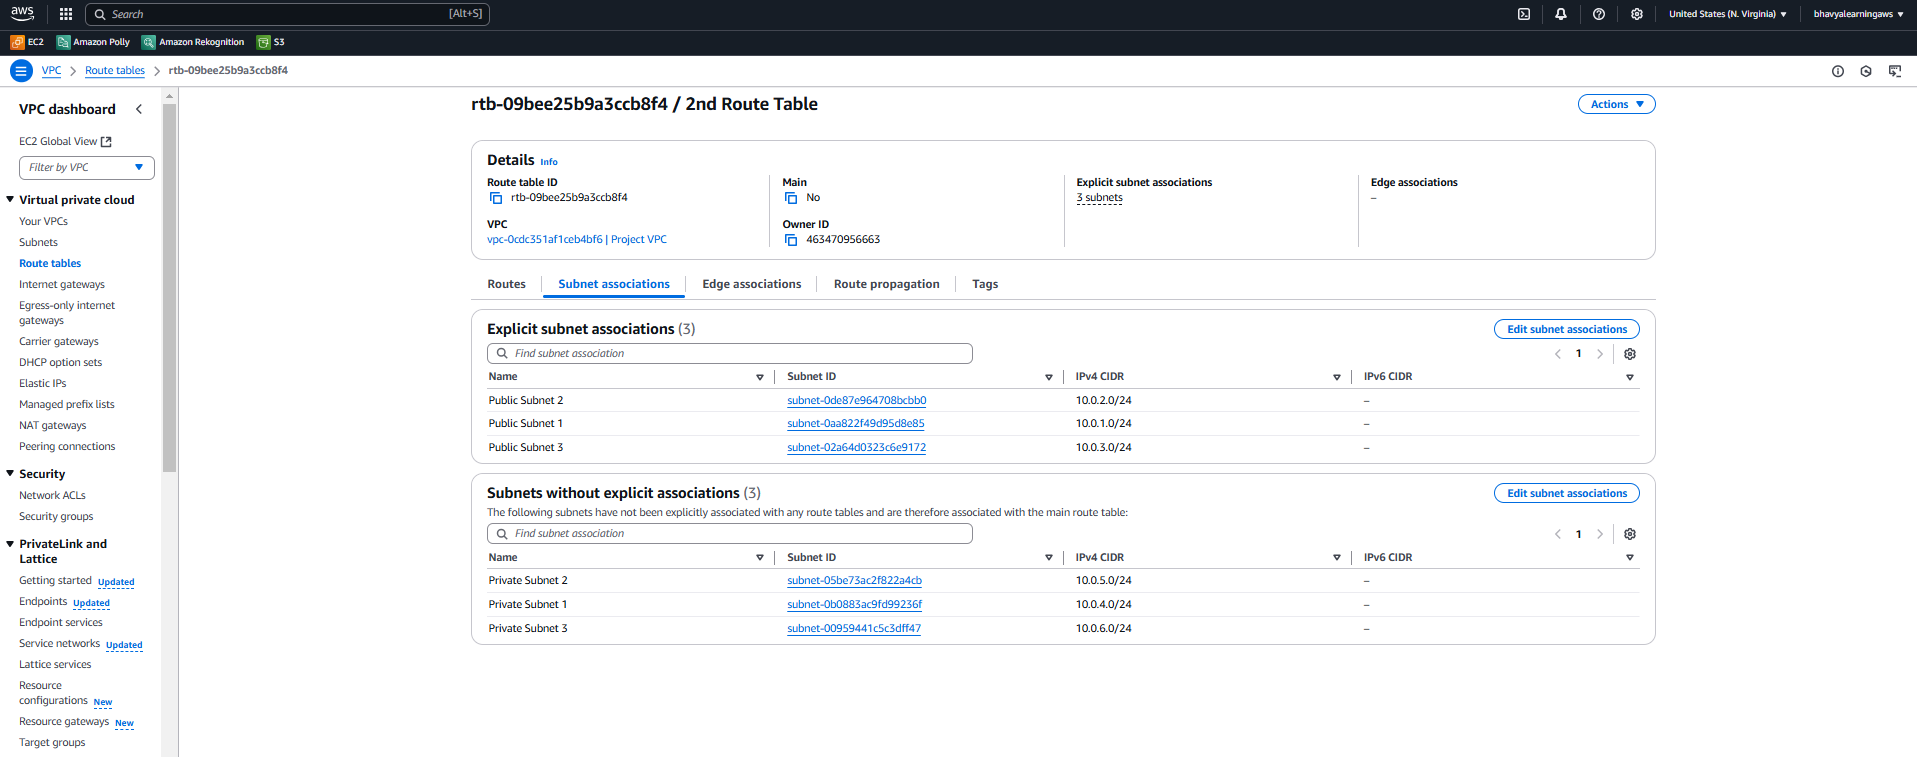 aws
Search [Alt+S] United States (N. Virginia) bhavyalearningaws
EC2 Amazon Polly Amazon Rekognition S3
VPC Route tables rtb-09bee25b9a3ccb8f4
VPC dashboard
EC2 Global View
Filter by VPC
Virtual private cloud
Your VPCs
Subnets
Route tables
Internet gateways
Egress-only internet
gateways
Carrier gateways
DHCP option sets
Elastic IPs
Managed prefix lists
NAT gateways
Peering connections
Security
Network ACLs
Security groups
PrivateLink and
Lattice
Getting started Updated
Endpoints Updated
Endpoint services
Service networks Updated
Lattice services
Resource
configurations New
Resource gateways New
Target groups
rtb-09bee25b9a3ccb8f4 / 2nd Route Table
Actions
Details Info
Route table ID
rtb-09bee25b9a3ccb8f4
Main
No
Explicit subnet associations
3 subnets
Edge associations
–
VPC
vpc-0cdc351af1ceb4bf6 | Project VPC
Owner ID
463470956663
Routes Subnet associations Edge associations Route propagation Tags
Explicit subnet associations (3)
Edit subnet associations
Find subnet association
1
Name Subnet ID IPv4 CIDR IPv6 CIDR
Public Subnet 2 subnet-0de87e964708bcbb0 10.0.2.0/24 –
Public Subnet 1 subnet-0aa822f49d95d8e85 10.0.1.0/24 –
Public Subnet 3 subnet-02a64d0323c6e9172 10.0.3.0/24 –
Subnets without explicit associations (3)
Edit subnet associations
The following subnets have not been explicitly associated with any route tables and are therefore associated with the main route table:
Find subnet association
1
Name Subnet ID IPv4 CIDR IPv6 CIDR
Private Subnet 2 subnet-05be73ac2f822a4cb 10.0.5.0/24 –
Private Subnet 1 subnet-0b0883ac9fd99236f 10.0.4.0/24 –
Private Subnet 3 subnet-00959441c5c3dff47 10.0.6.0/24 –